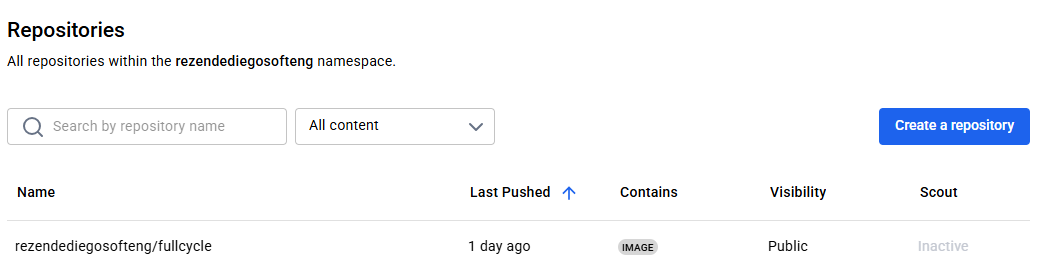 Repositories
All repositories within the rezendediegosofteng namespace.
Search by repository name
All content
Create a repository
Name Last Pushed Contains Visibility Scout
rezendediegosofteng/fullcycle 1 day ago IMAGE Public Inactive